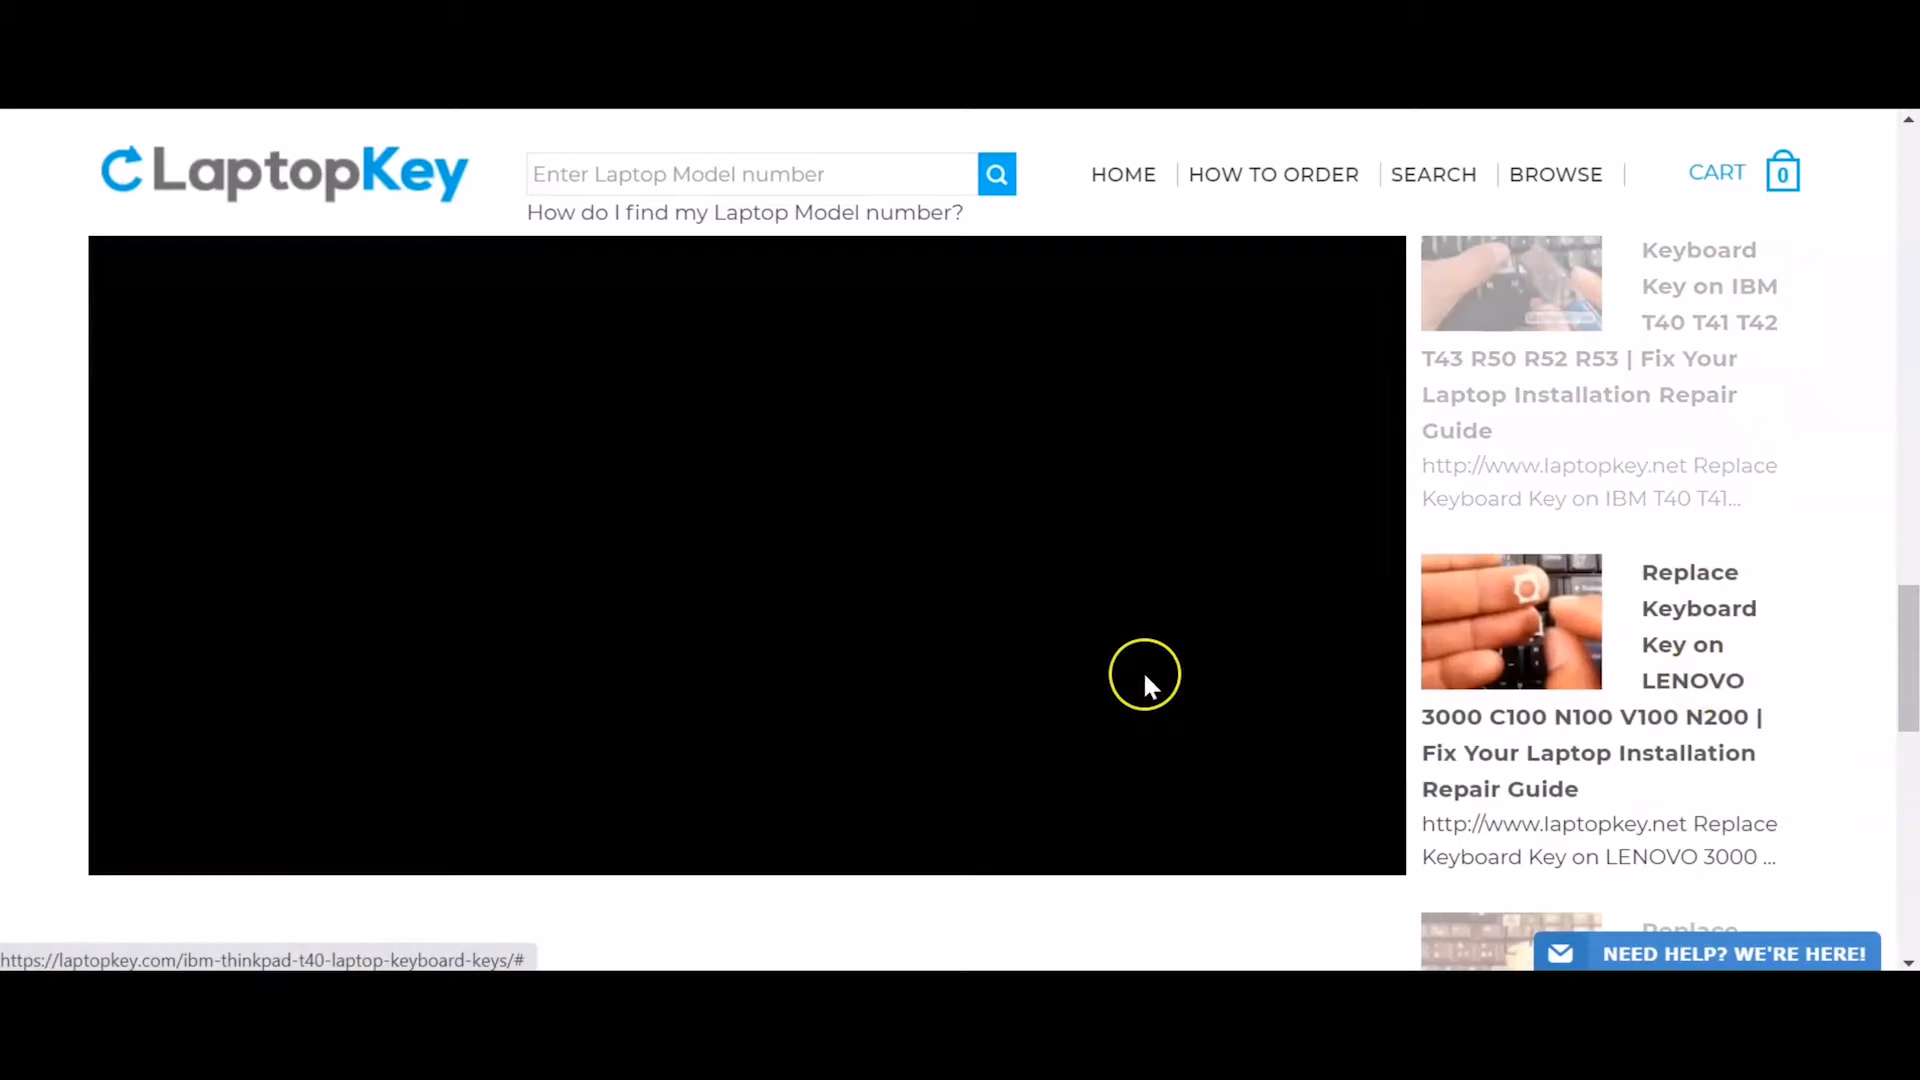 LaptopKey
Enter Laptop Model number
How do I find my Laptop Model number?
HOME
HOW TO ORDER
SEARCH
BROWSE
CART
0
Keyboard
Key on IBM
T40 T41 T42
T43 R50 R52 R53 | Fix Your
Laptop Installation Repair
Guide
http://www.laptopkey.net Replace
Keyboard Key on IBM T40 T41...
Replace
Keyboard
Key on
LENOVO
3000 C100 N100 V100 N200 |
Fix Your Laptop Installation
Repair Guide
http://www.laptopkey.net Replace
Keyboard Key on LENOVO 3000 ...
Replace
NEED HELP? WE'RE HERE!
https://laptopkey.com/ibm-thinkpad-t40-laptop-keyboard-keys/#